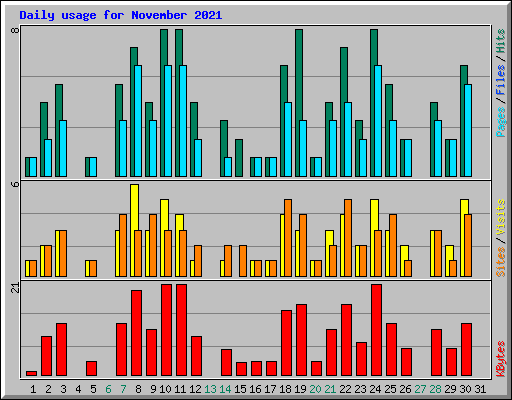 Daily usage for November 2021
8
6
21
Pages / Files / Hits
Sites / Visits
KBytes
1 2 3 4 5 6 7 8 9 10 11 12 13 14 15 16 17 18 19 20 21 22 23 24 25 26 27 28 29 30 31